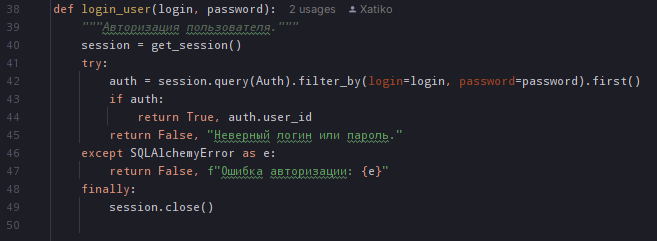 38 def login_user(login, password): 2 usages Xatiko
39 """Авторизация пользователя."""
40 session = get_session()
41 try:
42 auth = session.query(Auth).filter_by(login=login, password=password).first()
43 if auth:
44 return True, auth.user_id
45 return False, "Неверный логин или пароль."
46 except SQLAlchemyError as e:
47 return False, f"Ошибка авторизации: {e}"
48 finally:
49 session.close()
50